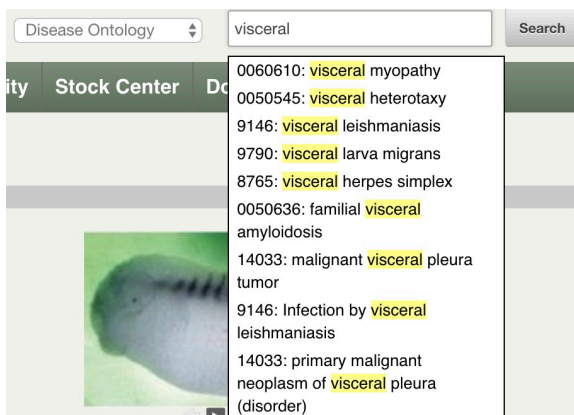 Disease Ontology
visceral
Search
ity
Stock Center
Do
0060610: visceral myopathy
0050545: visceral heterotaxy
9146: visceral leishmaniasis
9790: visceral larva migrans
8765: visceral herpes simplex
0050636: familial visceral
amyloidosis
14033: malignant visceral pleura
tumor
9146: Infection by visceral
leishmaniasis
14033: primary malignant
neoplasm of visceral pleura
(disorder)